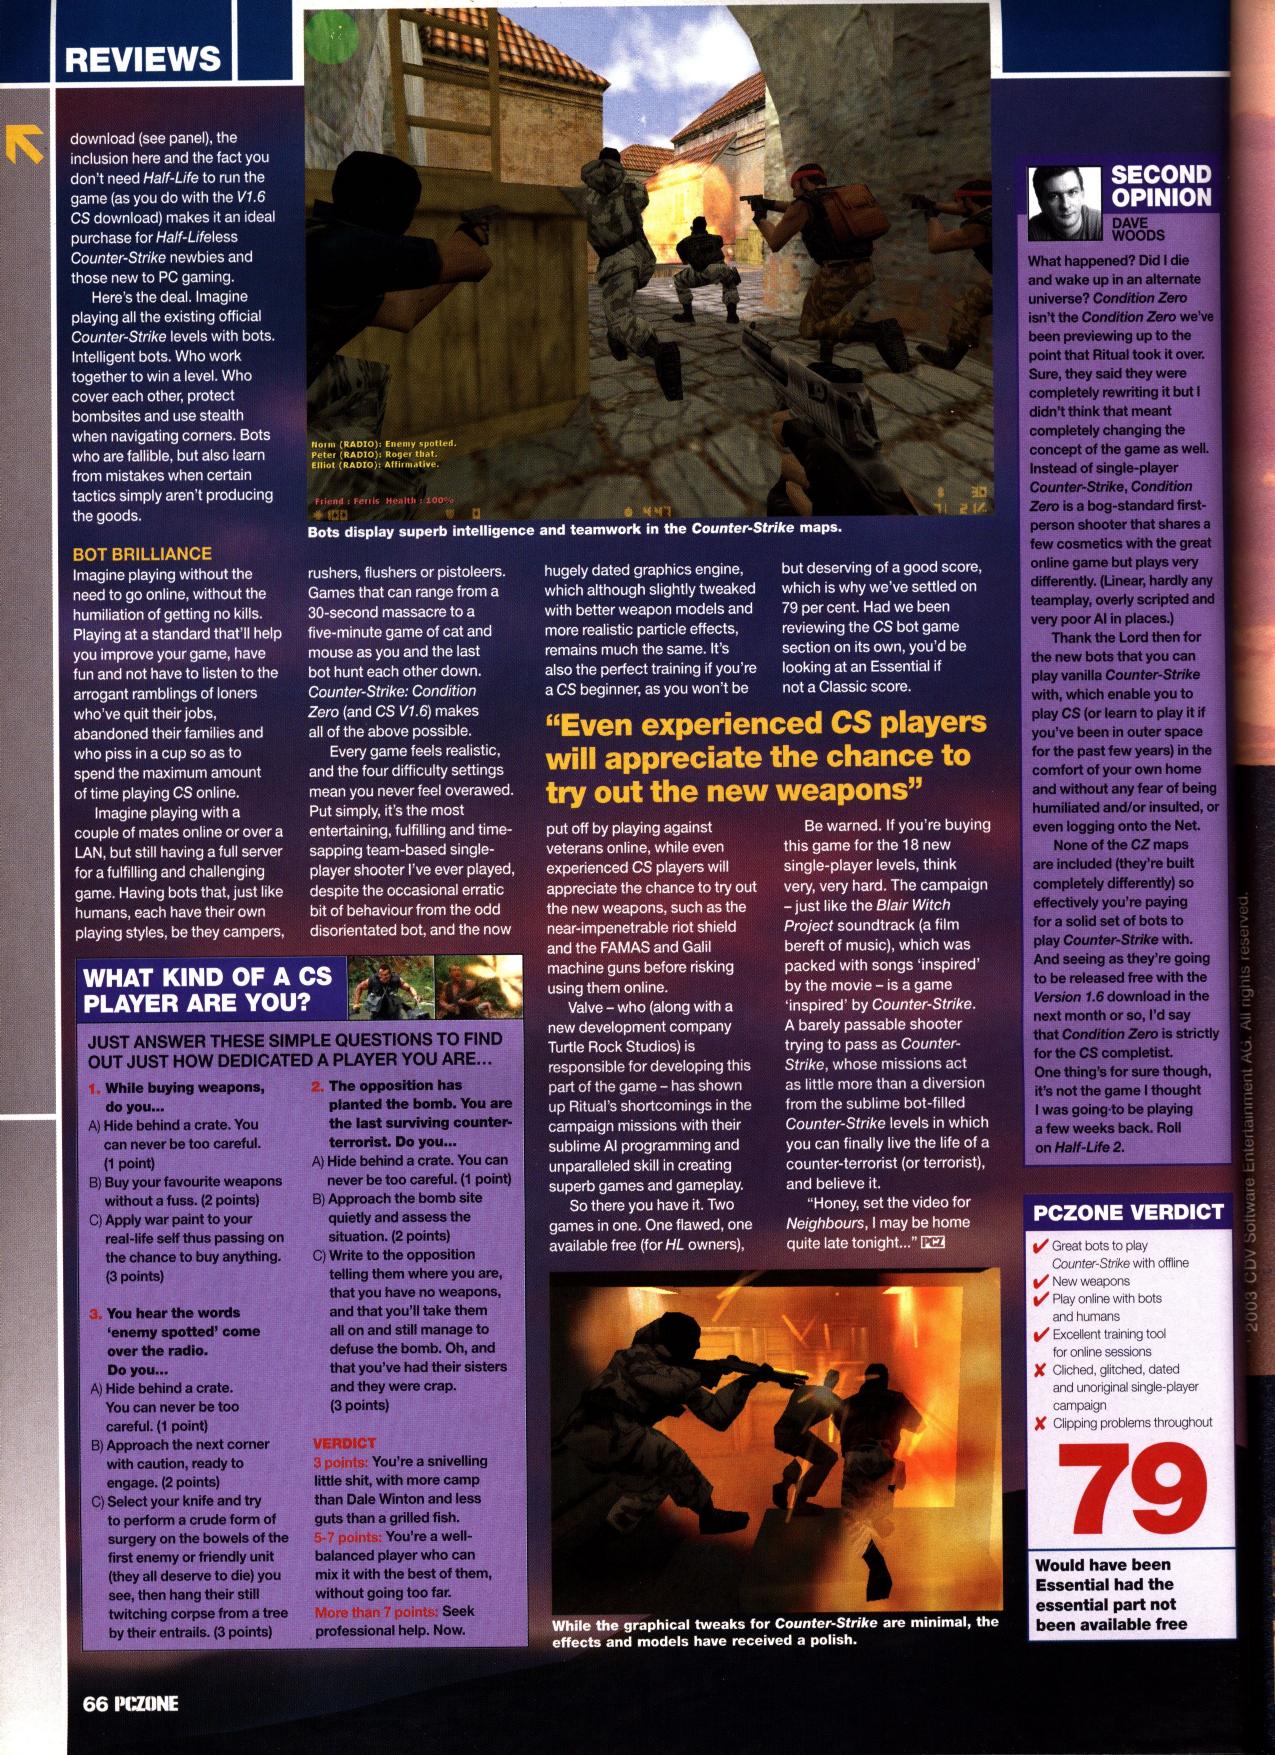 REVIEWS
download (see panel), the
inclusion here and the fact you
don't need Half-Life to run the
game (as you do with the V1.6
CS download) makes it an ideal
purchase for Half-Lifeless
Counter-Strike newbies and
those new to PC gaming.
Here's the deal. Imagine
playing all the existing official
Counter-Strike levels with bots.
Intelligent bots. Who work
together to win a level. Who
cover each other, protect
bombsites and use stealth
when navigating corners. Bots
who are fallible, but also learn
from mistakes when certain
tactics simply aren't producing
the goods.
BOT BRILLIANCE
Imagine playing without the
need to go online, without the
humiliation of getting no kills.
Playing at a standard that'll help
you improve your game, have
fun and not have to listen to the
arrogant ramblings of loners
who've quit their jobs,
abandoned their families and
who piss in a cup so as to
spend the maximum amount
of time playing CS online.
Imagine playing with a
couple of mates online or over a
LAN, but still having a full server
for a fulfilling and challenging
game. Having bots that, just like
humans, each have their own
playing styles, be they campers,
Norm (RADIO): Enemy spotted.
Peter (RADIO): Roger that.
Elliot (RADIO): Affirmative.
Friend : Ferris Health : 100%
100
0
4:47
$ 30
7| 21
Bots display superb intelligence and teamwork in the Counter-Strike maps.
rushers, flushers or pistoleers.
Games that can range from a
30-second massacre to a
five-minute game of cat and
mouse as you and the last
bot hunt each other down.
Counter-Strike: Condition
Zero (and CS V1.6) makes
all of the above possible.
Every game feels realistic,
and the four difficulty settings
mean you never feel overawed.
Put simply, it's the most
entertaining, fulfilling and time-
sapping team-based single-
player shooter I've ever played,
despite the occasional erratic
bit of behaviour from the odd
disorientated bot, and the now
hugely dated graphics engine,
which although slightly tweaked
with better weapon models and
more realistic particle effects,
remains much the same. It's
also the perfect training if you're
a CS beginner, as you won't be
"Even experienced CS players
will appreciate the chance to
try out the new weapons"
put off by playing against
veterans online, while even
experienced CS players will
appreciate the chance to try out
the new weapons, such as the
near-impenetrable riot shield
and the FAMAS and Galil
machine guns before risking
using them online.
Valve – who (along with a
new development company
Turtle Rock Studios) is
responsible for developing this
part of the game – has shown
up Ritual's shortcomings in the
campaign missions with their
sublime AI programming and
unparalleled skill in creating
superb games and gameplay.
So there you have it. Two
games in one. One flawed, one
available free (for HL owners),
but deserving of a good score,
which is why we've settled on
79 per cent. Had we been
reviewing the CS bot game
section on its own, you'd be
looking at an Essential if
not a Classic score.
Be warned. If you're buying
this game for the 18 new
single-player levels, think
very, very hard. The campaign
– just like the Blair Witch
Project soundtrack (a film
bereft of music), which was
packed with songs 'inspired'
by the movie – is a game
'inspired' by Counter-Strike.
A barely passable shooter
trying to pass as Counter-
Strike, whose missions act
as little more than a diversion
from the sublime bot-filled
Counter-Strike levels in which
you can finally live the life of a
counter-terrorist (or terrorist),
and believe it.
"Honey, set the video for
Neighbours, I may be home
quite late tonight..." PCZ
While the graphical tweaks for Counter-Strike are minimal, the
effects and models have received a polish.
WHAT KIND OF A CS
PLAYER ARE YOU?
JUST ANSWER THESE SIMPLE QUESTIONS TO FIND
OUT JUST HOW DEDICATED A PLAYER YOU ARE...
1. While buying weapons,
do you...
A) Hide behind a crate. You
can never be too careful.
(1 point)
B) Buy your favourite weapons
without a fuss. (2 points)
C) Apply war paint to your
real-life self thus passing on
the chance to buy anything.
(3 points)
2. The opposition has
planted the bomb. You are
the last surviving counter-
terrorist. Do you...
A) Hide behind a crate. You can
never be too careful. (1 point)
B) Approach the bomb site
quietly and assess the
situation. (2 points)
C) Write to the opposition
telling them where you are,
that you have no weapons,
and that you'll take them
all on and still manage to
defuse the bomb. Oh, and
that you've had their sisters
and they were crap.
(3 points)
3. You hear the words
'enemy spotted' come
over the radio.
Do you...
A) Hide behind a crate.
You can never be too
careful. (1 point)
B) Approach the next corner
with caution, ready to
engage. (2 points)
C) Select your knife and try
to perform a crude form of
surgery on the bowels of the
first enemy or friendly unit
(they all deserve to die) you
see, then hang their still
twitching corpse from a tree
by their entrails. (3 points)
VERDICT
3 points: You're a snivelling
little shit, with more camp
than Dale Winton and less
guts than a grilled fish.
5-7 points: You're a well-
balanced player who can
mix it with the best of them,
without going too far.
More than 7 points: Seek
professional help. Now.
SECOND
OPINION
DAVE
WOODS
What happened? Did I die
and wake up in an alternate
universe? Condition Zero
isn't the Condition Zero we've
been previewing up to the
point that Ritual took it over.
Sure, they said they were
completely rewriting it but I
didn't think that meant
completely changing the
concept of the game as well.
Instead of single-player
Counter-Strike, Condition
Zero is a bog-standard first-
person shooter that shares a
few cosmetics with the great
online game but plays very
differently. (Linear, hardly any
teamplay, overly scripted and
very poor AI in places.)
Thank the Lord then for
the new bots that you can
play vanilla Counter-Strike
with, which enable you to
play CS (or learn to play it if
you've been in outer space
for the past few years) in the
comfort of your own home
and without any fear of being
humiliated and/or insulted, or
even logging onto the Net.
None of the CZ maps
are included (they're built
completely differently) so
effectively you're paying
for a solid set of bots to
play Counter-Strike with.
And seeing as they're going
to be released free with the
Version 1.6 download in the
next month or so, I'd say
that Condition Zero is strictly
for the CS completist.
One thing's for sure though,
it's not the game I thought
I was going to be playing
a few weeks back. Roll
on Half-Life 2.
PCZONE VERDICT
✔ Great bots to play
Counter-Strike with offline
✔ New weapons
✔ Play online with bots
and humans
✔ Excellent training tool
for online sessions
✘ Cliched, glitched, dated
and unoriginal single-player
campaign
✘ Clipping problems throughout
79
Would have been
Essential had the
essential part not
been available free
2003 CDV Software Entertainment AG. All rights reserved.
66 PCZONE